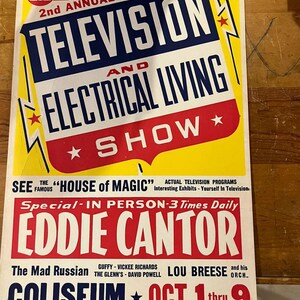 2nd ANNUAL
TELEVISION
AND
ELECTRICAL LIVING
SHOW
SEE THE FAMOUS "HOUSE of MAGIC" ACTUAL TELEVISION PROGRAMS
Interesting Exhibits - Yourself In Television
Special - IN PERSON - 3 Times Daily
EDDIE CANTOR
The Mad Russian GUFFY - VICKEE RICHARDS LOU BREESE and his
THE GLENN'S - DAVID POWELL ORCH.
COLISEUM ★ OCT 1 thru 9